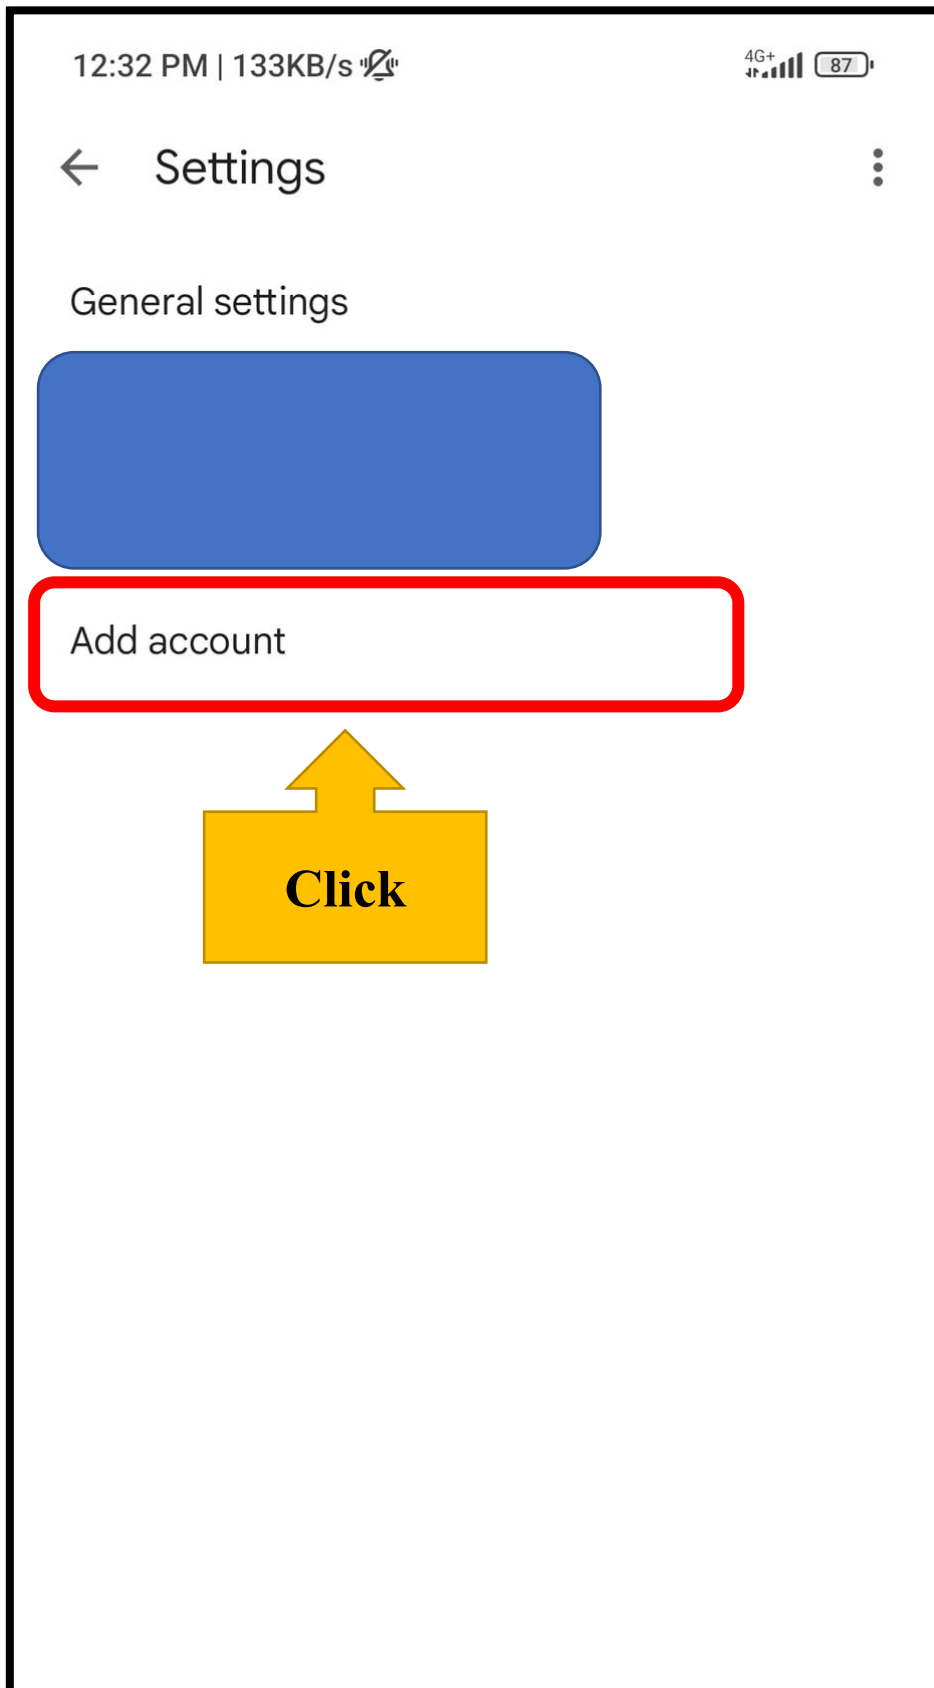 12:32 PM | 133KB/s
4G+
87
Settings
General settings
Add account
Click